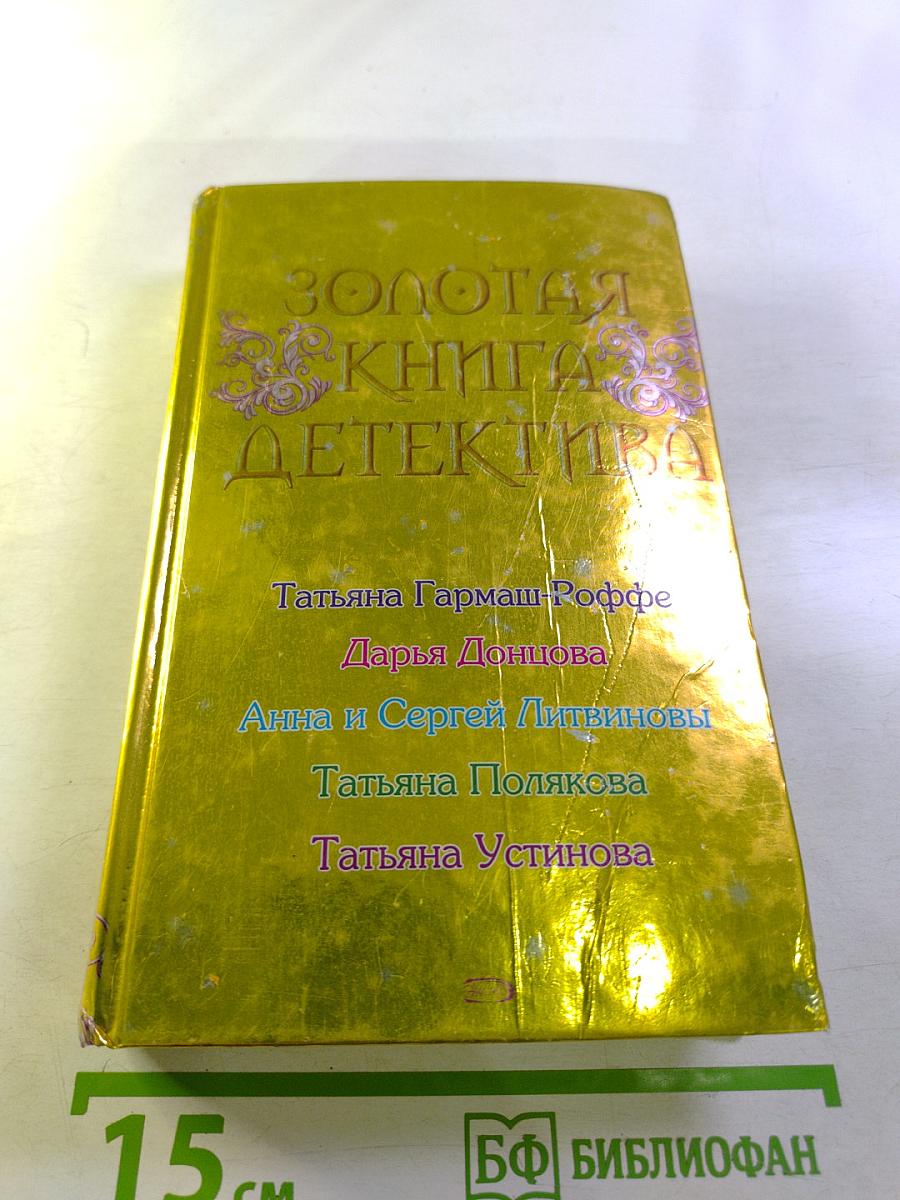 ЗОЛОТАЯ
КНИГА
ДЕТЕКТИВА
Татьяна Гармаш-Роффе
Дарья Донцова
Анна и Сергей Литвиновы
Татьяна Полякова
Татьяна Устинова
15 см
БФ БИБЛИОФАН